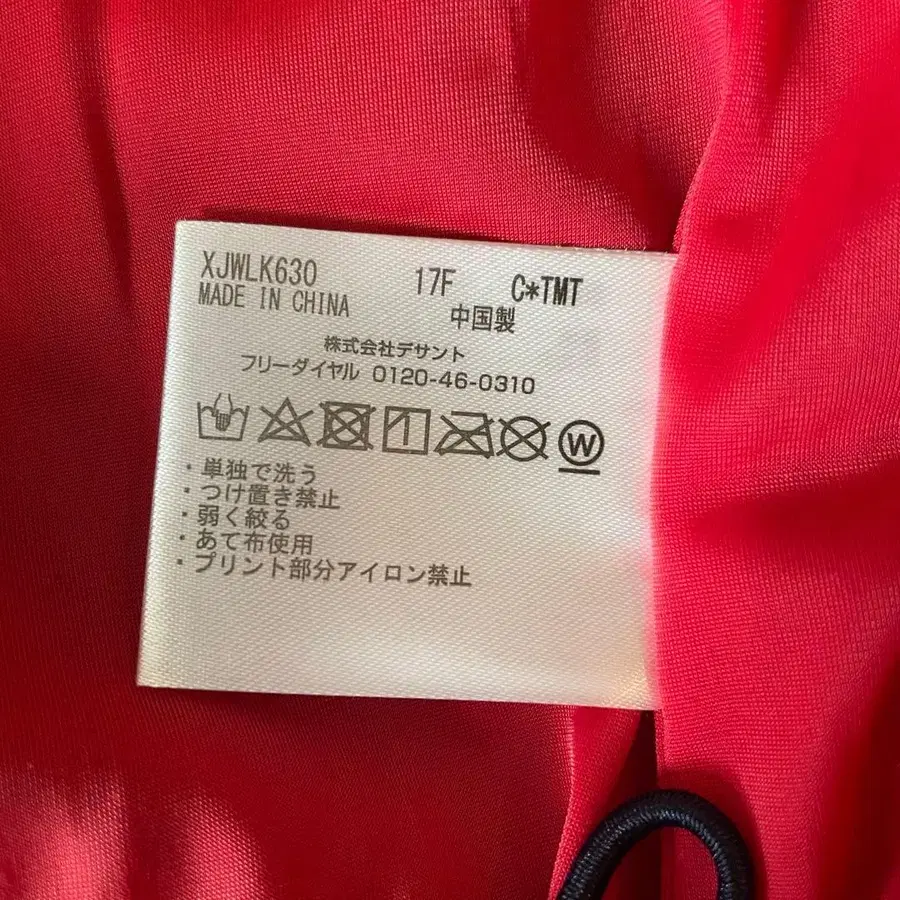 XJWLK630 17F C*TMT
MADE IN CHINA 中国製
株式会社デサント
フリーダイヤル 0120-46-0310
W
・単独で洗う
・つけ置き禁止
・弱く絞る
・あて布使用
・プリント部分アイロン禁止